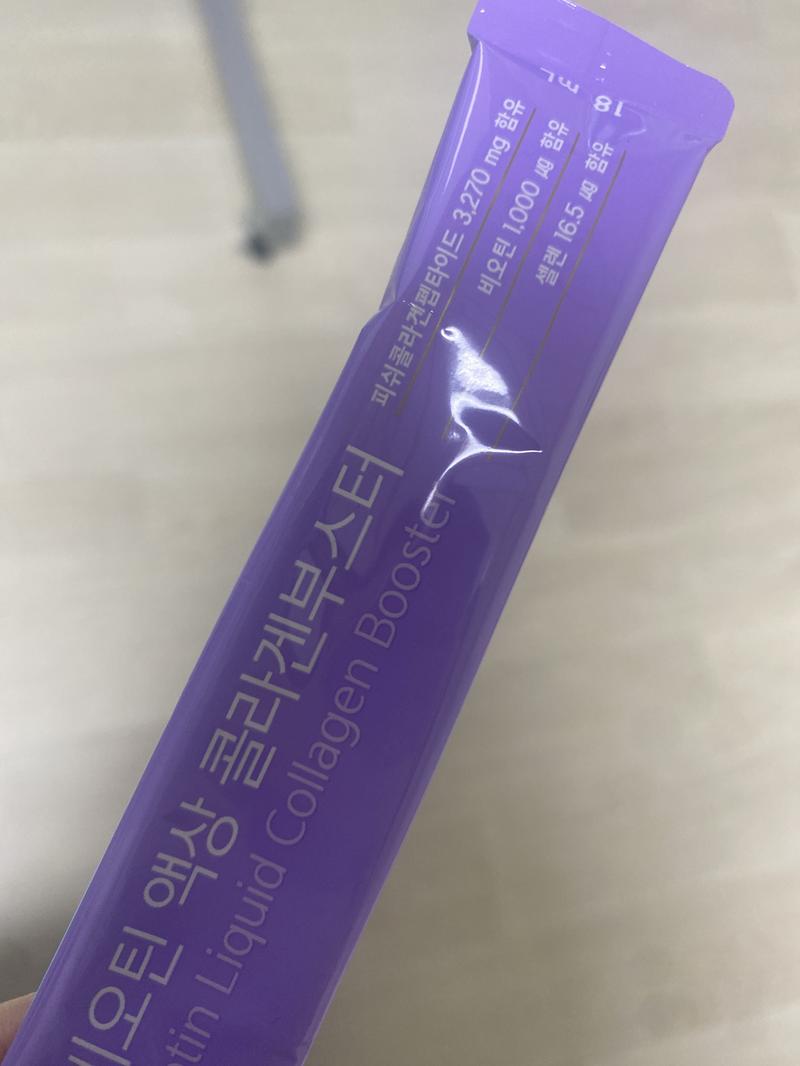 비오틴 액상 콜라겐부스터
Liquid Collagen Booster
피쉬콜라겐펩타이드 3,270 mg 함유
비오틴 1,000 ㎍ 함유
셀렌 16.5 ㎍ 함유